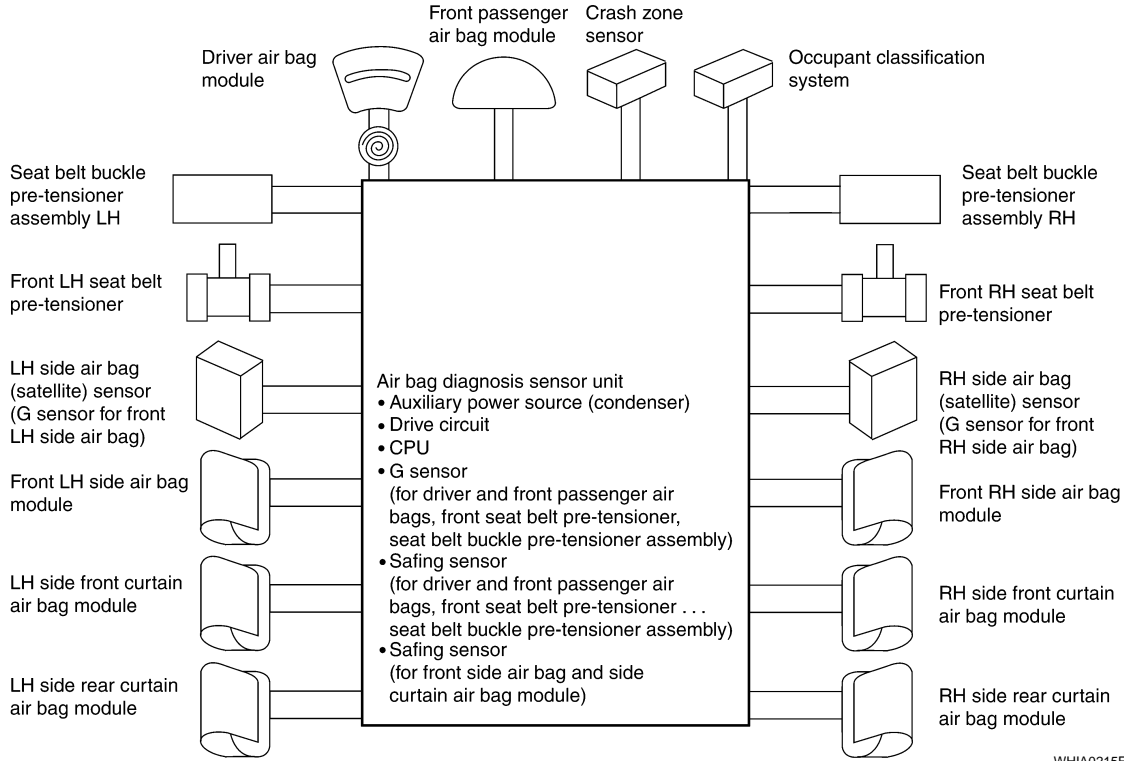 Front passenger
air bag module
Crash zone
sensor
Driver air bag
module
Occupant classification
system
Seat belt buckle
pre-tensioner
assembly LH
Seat belt buckle
pre-tensioner
assembly RH
Front LH seat belt
pre-tensioner
Front RH seat belt
pre-tensioner
LH side air bag
(satellite) sensor
(G sensor for front
LH side air bag)
Air bag diagnosis sensor unit
• Auxiliary power source (condenser)
• Drive circuit
• CPU
• G sensor
(for driver and front passenger air
bags, front seat belt pre-tensioner,
seat belt buckle pre-tensioner assembly)
• Safing sensor
(for driver and front passenger air
bags, front seat belt pre-tensioner . . .
seat belt buckle pre-tensioner assembly)
• Safing sensor
(for front side air bag and side
curtain air bag module)
RH side air bag
(satellite) sensor
(G sensor for front
RH side air bag)
Front LH side air bag
module
Front RH side air bag
module
LH side front curtain
air bag module
RH side front curtain
air bag module
LH side rear curtain
air bag module
RH side rear curtain
air bag module